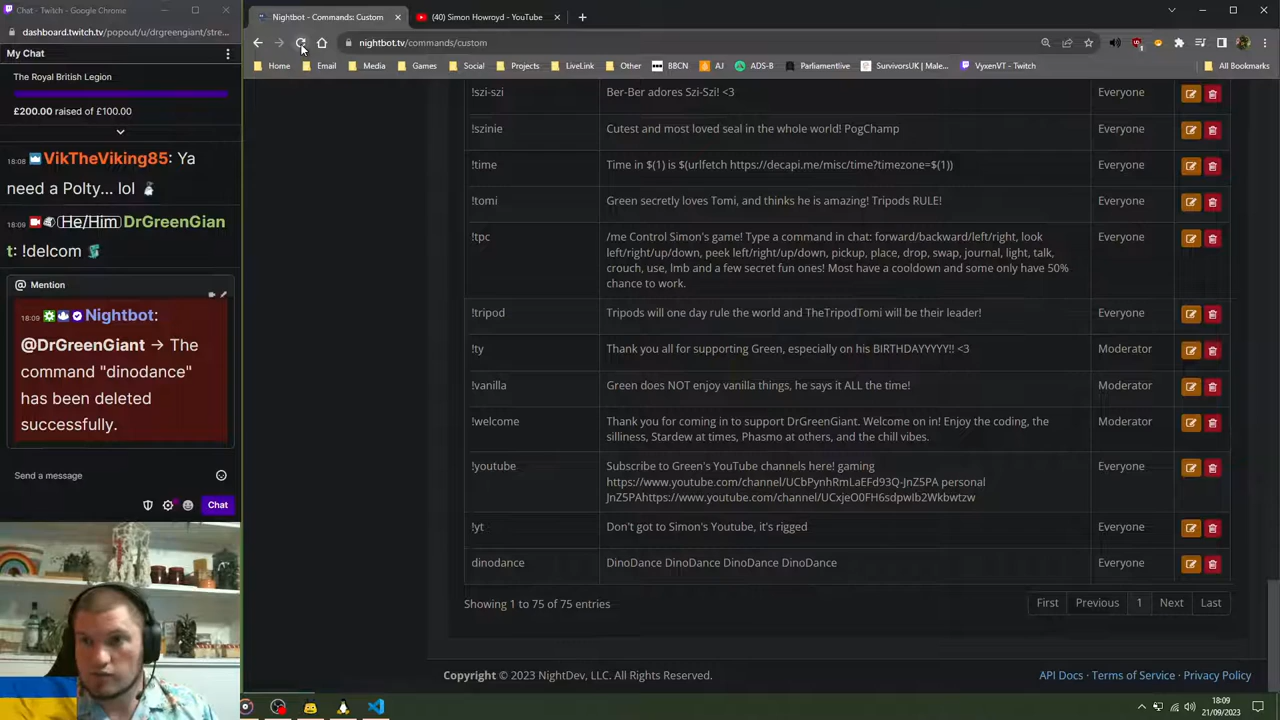 Chat - Twitch - Google Chrome
dashboard.twitch.tv/popout/u/drgreengiant/stre...
My Chat
The Royal British Legion
£200.00 raised of £100.00
18:08 VikTheViking85: Ya
need a Polty... lol
18:09 He/Him DrGreenGian
t: !delcom
@ Mention
18:09 Nightbot:
@DrGreenGiant → The
command "dinodance"
has been deleted
successfully.
Send a message
Chat
Nightbot - Commands: Custom
(40) Simon Howroyd - YouTube
nightbot.tv/commands/custom
Home
Email
Media
Games
Social
Projects
LiveLink
Other
BBCN
A.I
ADS-B
Parliamentlive
SurvivorsUK | Male...
VyxenVT - Twitch
All Bookmarks
!szi-szi Ber-Ber adores Szi-Szi! <3 Everyone
!szinie Cutest and most loved seal in the whole world! PogChamp Everyone
!time Time in $(1) is $(urlfetch https://decapi.me/misc/time?timezone=$(1)) Everyone
!tomi Green secretly loves Tomi, and thinks he is amazing! Tripods RULE! Everyone
!tpc /me Control Simon's game! Type a command in chat: forward/backward/left/right, look Everyone
left/right/up/down, peek left/right/up/down, pickup, place, drop, swap, journal, light, talk,
crouch, use, lmb and a few secret fun ones! Most have a cooldown and some only have 50%
chance to work.
!tripod Tripods will one day rule the world and TheTripodTomi will be their leader! Everyone
!ty Thank you all for supporting Green, especially on his BIRTHDAYYYYY!! <3 Moderator
!vanilla Green does NOT enjoy vanilla things, he says it ALL the time! Moderator
!welcome Thank you for coming in to support DrGreenGiant. Welcome on in! Enjoy the coding, the Moderator
silliness, Stardew at times, Phasmo at others, and the chill vibes.
!youtube Subscribe to Green's YouTube channels here! gaming Everyone
https://www.youtube.com/channel/UCbPynhRmLaEFd93Q-JnZ5PA personal
JnZ5PAhttps://www.youtube.com/channel/UCxjeO0FH6sdpwlb2Wkbwtzw
!yt Don't got to Simon's Youtube, it's rigged Everyone
dinodance DinoDance DinoDance DinoDance DinoDance Everyone
Showing 1 to 75 of 75 entries
First Previous 1 Next Last
Copyright © 2023 NightDev, LLC. All Rights Reserved.
API Docs · Terms of Service · Privacy Policy
18:09
21/09/2023